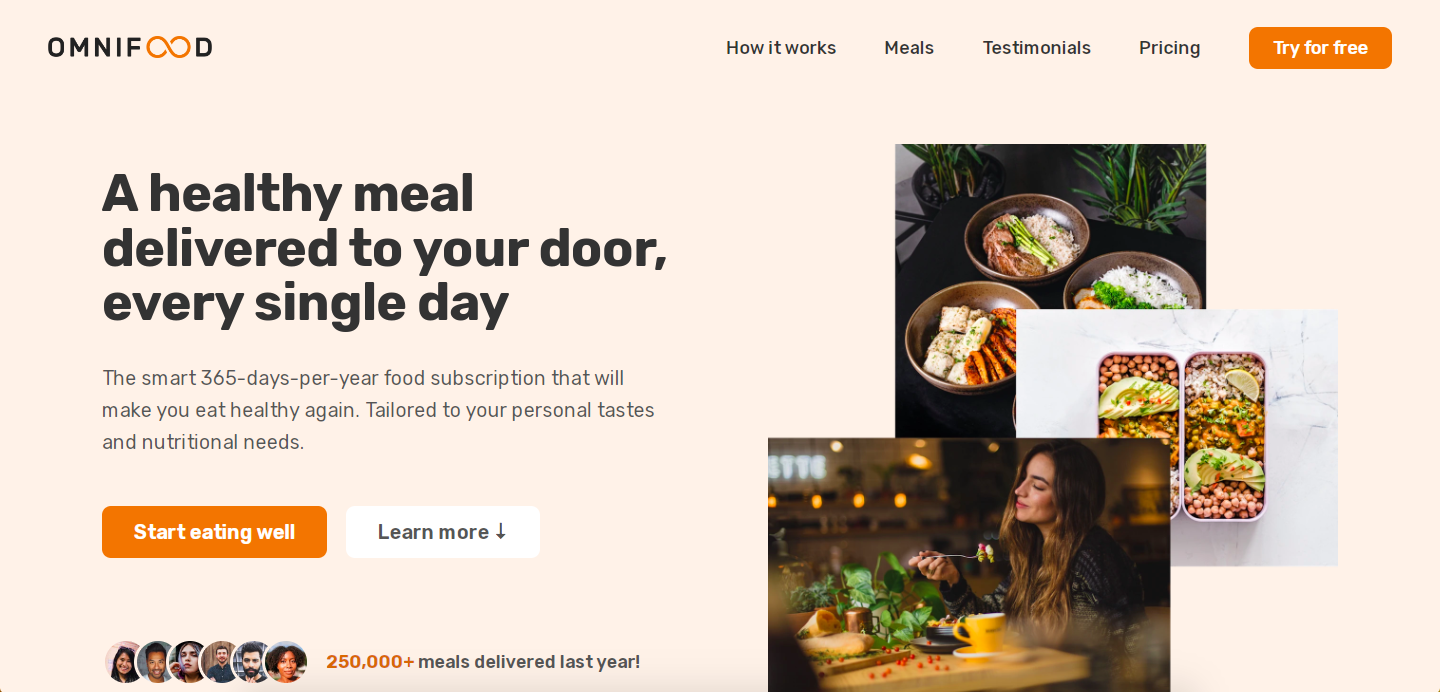 OMNIFOOD
How it works
Meals
Testimonials
Pricing
Try for free
A healthy meal
delivered to your door,
every single day
The smart 365-days-per-year food subscription that will
make you eat healthy again. Tailored to your personal tastes
and nutritional needs.
Start eating well
Learn more ↓
250,000+ meals delivered last year!
ETTE